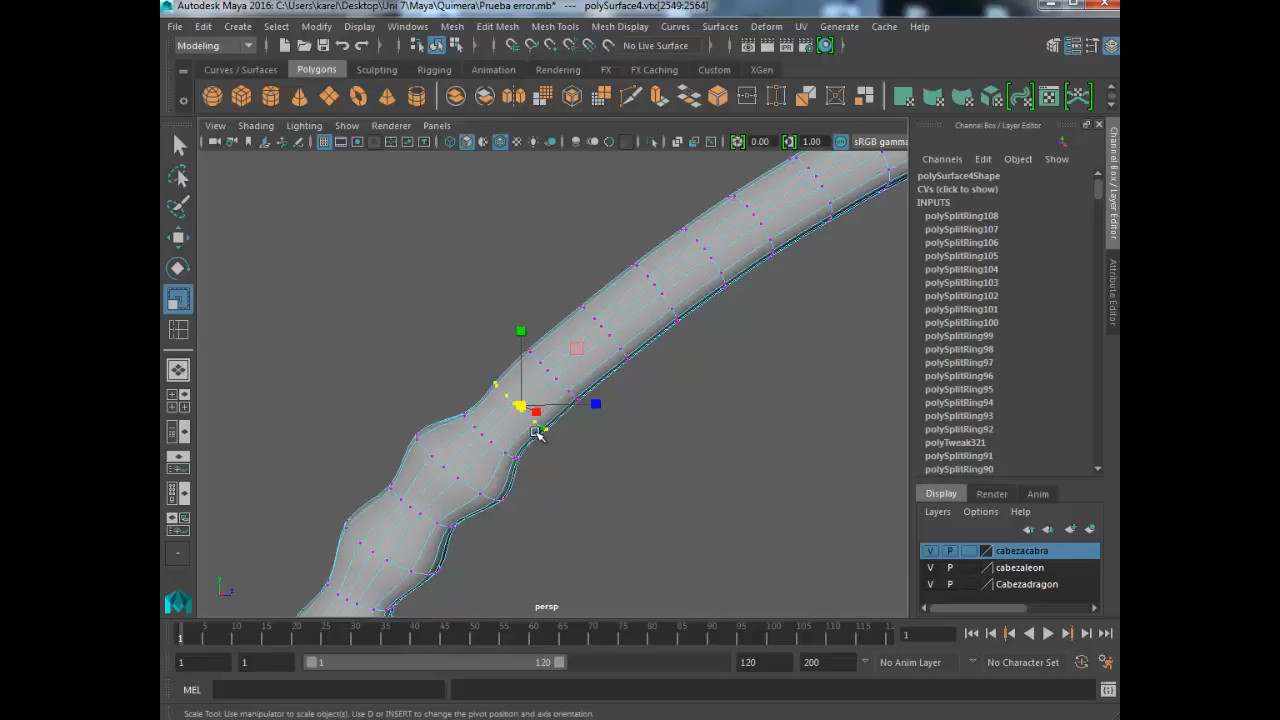 Autodesk Maya 2016: C:\Users\karel\Desktop\Uni 7\Maya\Quimera\Prueba error.mb* --- polySurface4.vtx[2549:2564]
File Edit Create Select Modify Display Windows Mesh Edit Mesh Mesh Tools Mesh Display Curves Surfaces Deform UV Generate Cache Help
Modeling No Live Surface
Curves / Surfaces Polygons Sculpting Rigging Animation Rendering FX FX Caching Custom XGen
View Shading Lighting Show Renderer Panels
0.00 1.00 sRGB gamma
Channel Box / Layer Editor
Channels Edit Object Show
polySurface4Shape
CVs (click to show)
INPUTS
polySplitRing108
polySplitRing107
polySplitRing106
polySplitRing105
polySplitRing104
polySplitRing103
polySplitRing102
polySplitRing101
polySplitRing100
polySplitRing99
polySplitRing98
polySplitRing97
polySplitRing96
polySplitRing95
polySplitRing94
polySplitRing93
polySplitRing92
polyTweak321
polySplitRing91
polySplitRing90
Channel Box / Layer Editor
Attribute Editor
Display Render Anim
Layers Options Help
V P cabezacabra
V P cabezaleon
V P Cabezadragon
persp
1 5 10 15 20 25 30 35 40 45 50 55 60 65 70 75 80 85 90 95 100 105 110 115 12 1
1 1 1 120 120 200 No Anim Layer No Character Set
MEL
Scale Tool: Use manipulator to scale object(s). Use D or INSERT to change the pivot position and axis orientation.